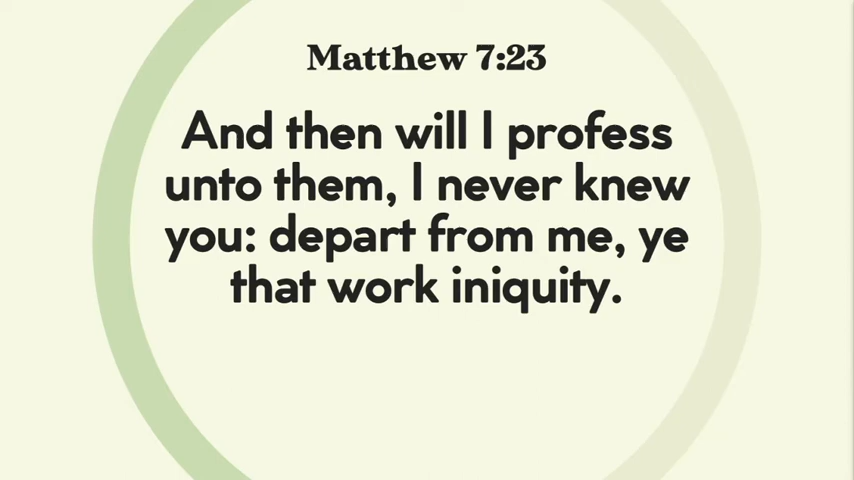 Matthew 7:23
And then will I profess
unto them, I never knew
you: depart from me, ye
that work iniquity.